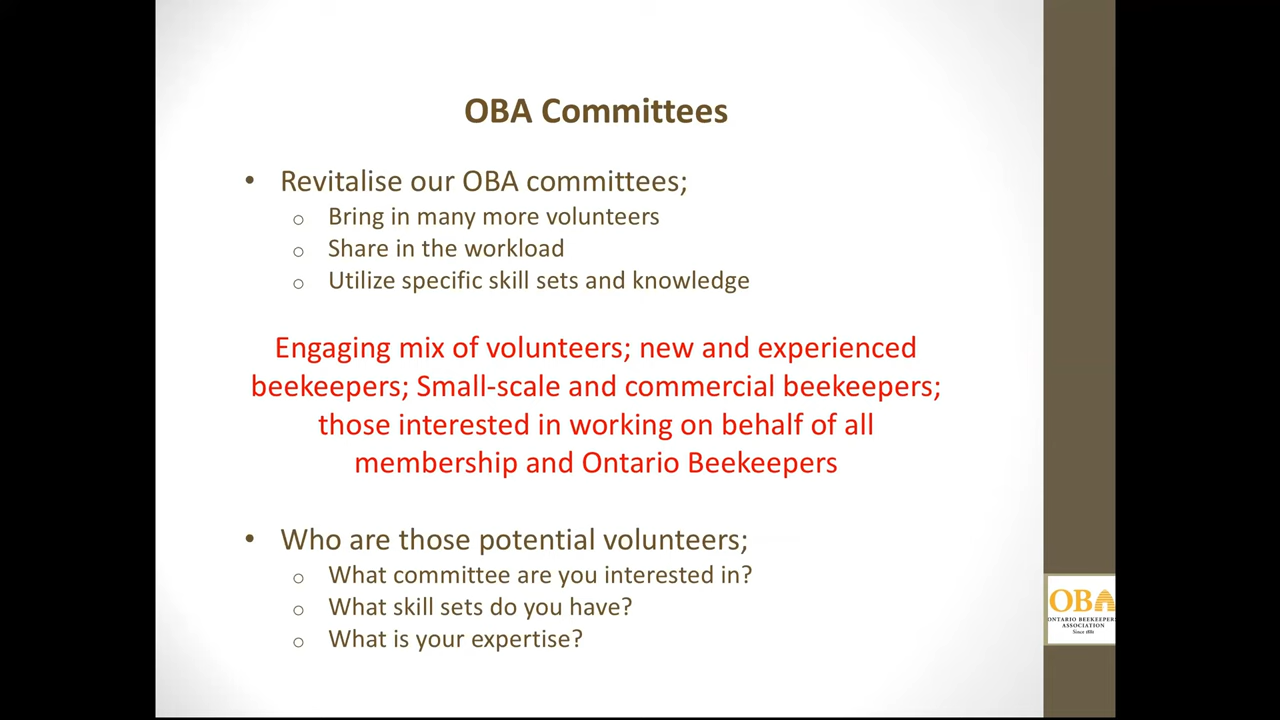 OBA Committees
• Revitalise our OBA committees;
o Bring in many more volunteers
o Share in the workload
o Utilize specific skill sets and knowledge
Engaging mix of volunteers; new and experienced
beekeepers; Small-scale and commercial beekeepers;
those interested in working on behalf of all
membership and Ontario Beekeepers
• Who are those potential volunteers;
o What committee are you interested in?
o What skill sets do you have?
o What is your expertise?
OBA
ONTARIO BEEKEEPERS
ASSOCIATION
Since 1881